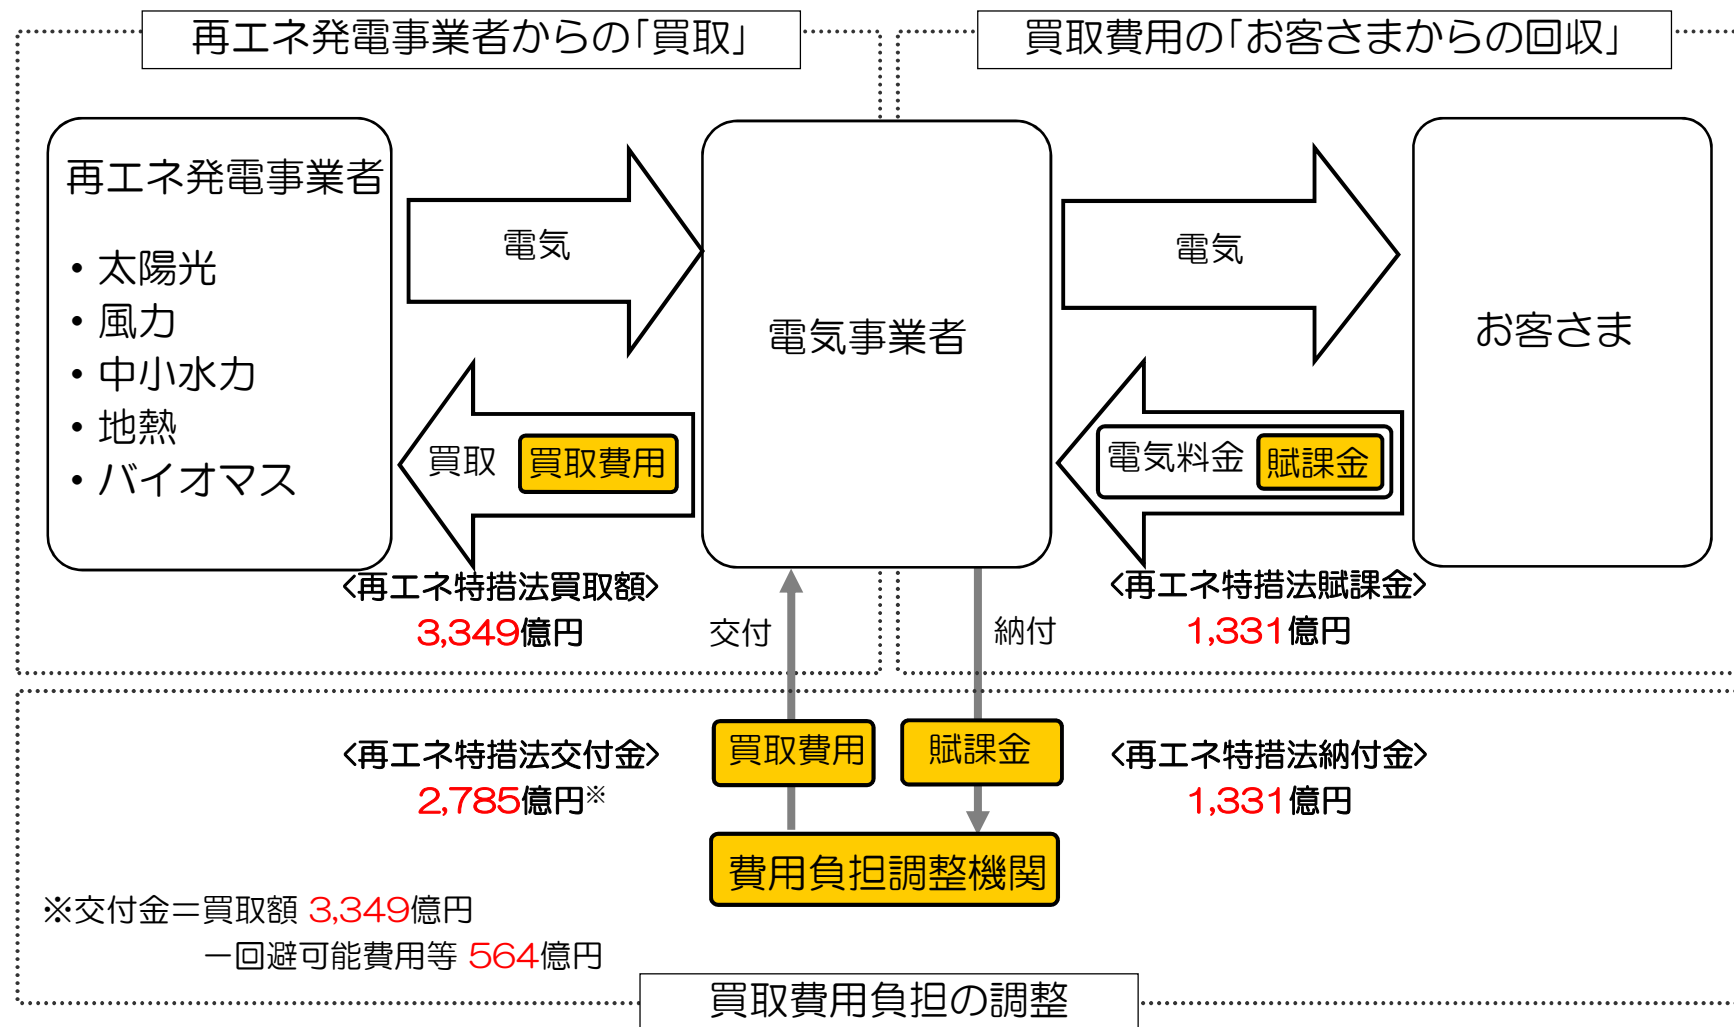 再エネ発電事業者からの「買取」
買取費用の「お客さまからの回収」
再エネ発電事業者
・太陽光
・風力
・中小水力
・地熱
・バイオマス
電気
買取
買取費用
電気事業者
電気
電気料金
賦課金
お客さま
<再エネ特措法買取額>
3,349億円
交付
納付
<再エネ特措法賦課金>
1,331億円
<再エネ特措法交付金>
2,785億円※
買取費用
賦課金
<再エネ特措法納付金>
1,331億円
費用負担調整機関
※交付金＝買取額 3,349億円
－回避可能費用等 564億円
買取費用負担の調整